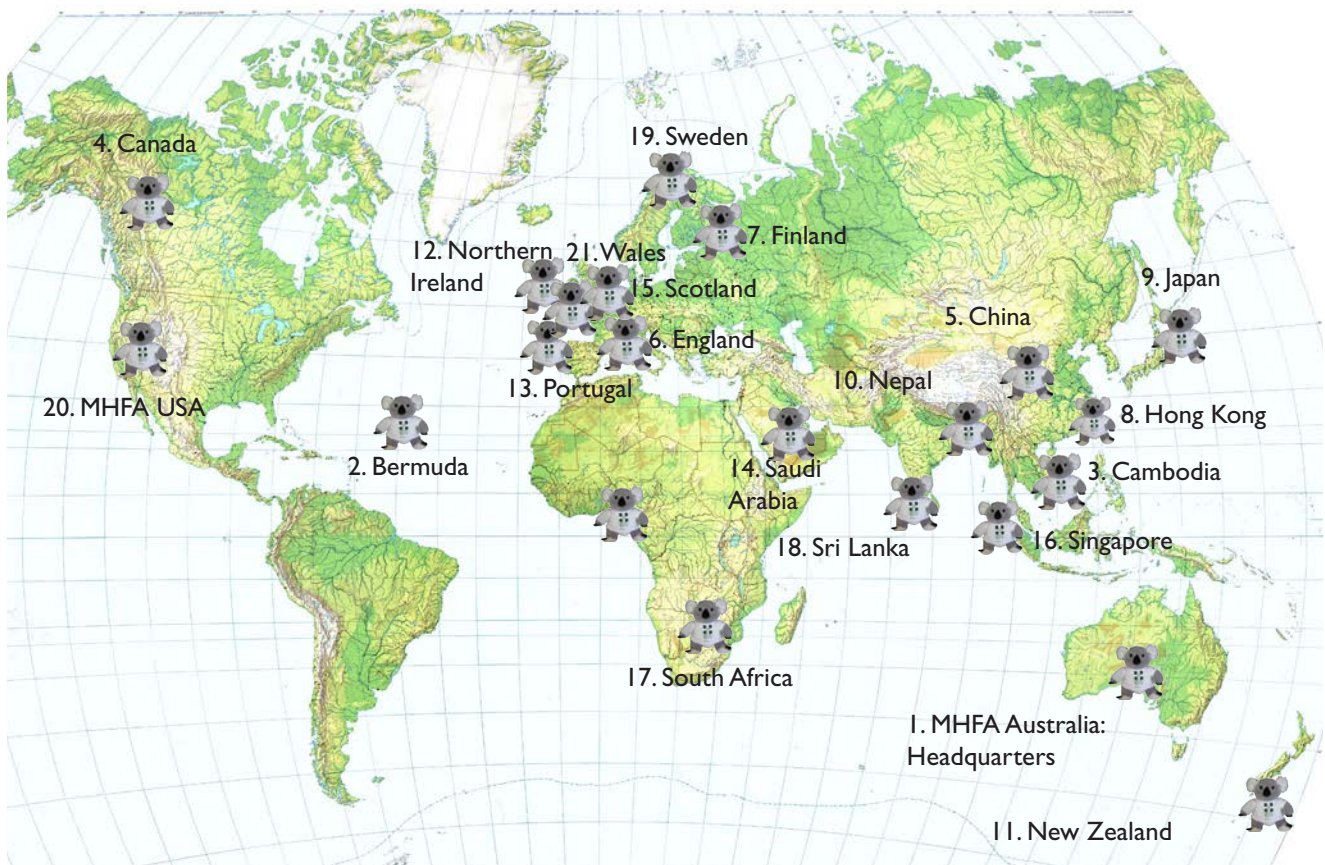 19. Sweden
4. Canada
7. Finland
12. Northern
Ireland
21. Wales
15. Scotland
9. Japan
5. China
6. England
10. Nepal
13. Portugal
20. MHFA USA
8. Hong Kong
2. Bermuda
14. Saudi
Arabia
3. Cambodia
18. Sri Lanka
16. Singapore
17. South Africa
1. MHFA Australia:
Headquarters
11. New Zealand